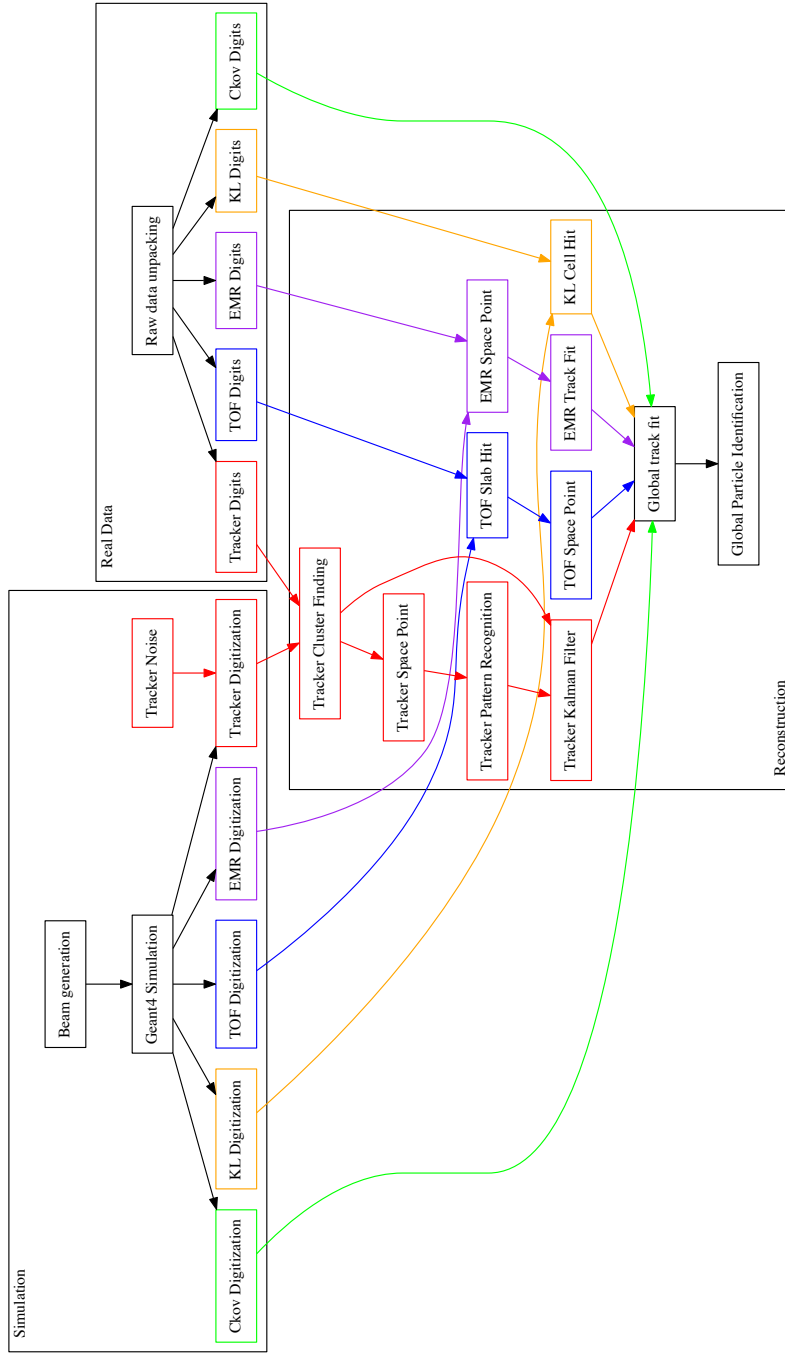 Simulation
Beam generation
Geant4 Simulation
Tracker Noise
Ckov Digitization
KL Digitization
TOF Digitization
EMR Digitization
Tracker Digitization
Real Data
Raw data unpacking
Tracker Digits
TOF Digits
EMR Digits
KL Digits
Ckov Digits
Reconstruction
Tracker Cluster Finding
Tracker Space Point
Tracker Pattern Recognition
TOF Slab Hit
EMR Space Point
Tracker Kalman Filter
TOF Space Point
EMR Track Fit
KL Cell Hit
Global track fit
Global Particle Identification